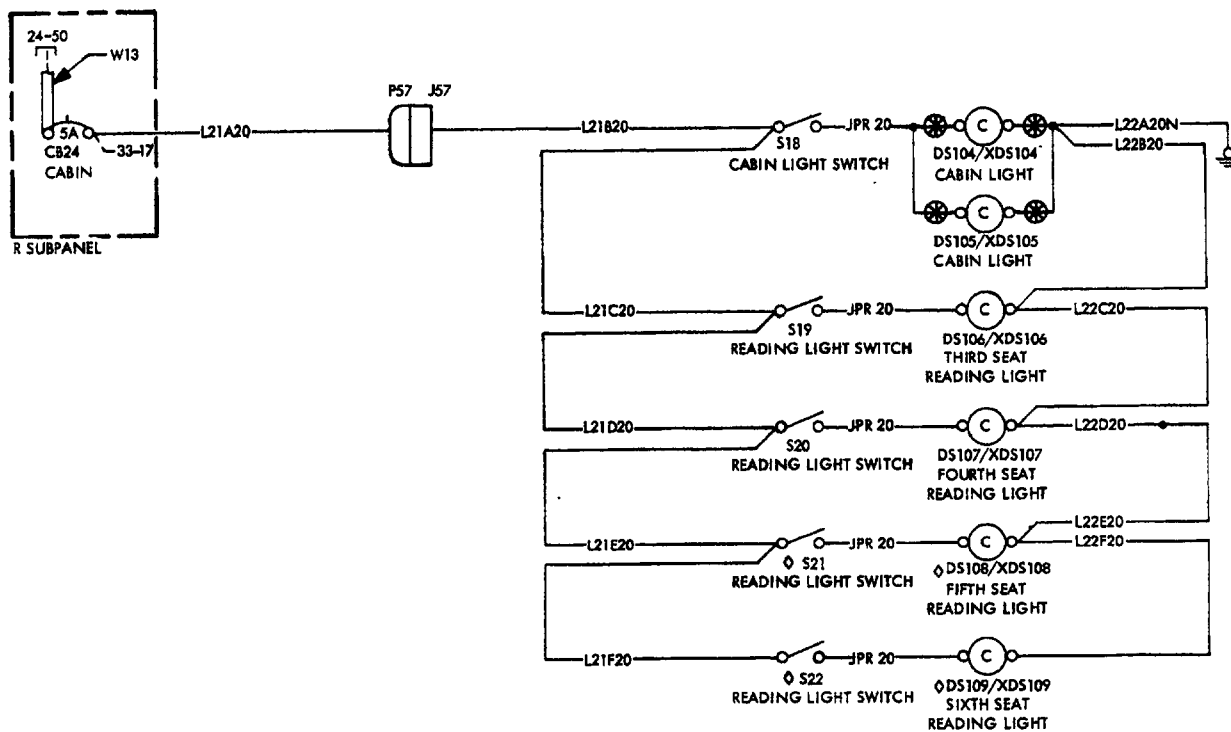 24-50
W13
5A
CB24
CABIN
33-17
R SUBPANEL
L21A20
P57 J57
L21B20
S18
CABIN LIGHT SWITCH
JPR 20
C
DS104/XDS104
CABIN LIGHT
L22A20N
L22B20
C
DS105/XDS105
CABIN LIGHT
L21C20
S19
READING LIGHT SWITCH
JPR 20
C
DS106/XDS106
THIRD SEAT
READING LIGHT
L22C20
L21D20
S20
READING LIGHT SWITCH
JPR 20
C
DS107/XDS107
FOURTH SEAT
READING LIGHT
L22D20
L21E20
◊ S21
READING LIGHT SWITCH
JPR 20
C
◊DS108/XDS108
FIFTH SEAT
READING LIGHT
L22E20
L22F20
L21F20
◊ S22
READING LIGHT SWITCH
JPR 20
C
◊DS109/XDS109
SIXTH SEAT
READING LIGHT